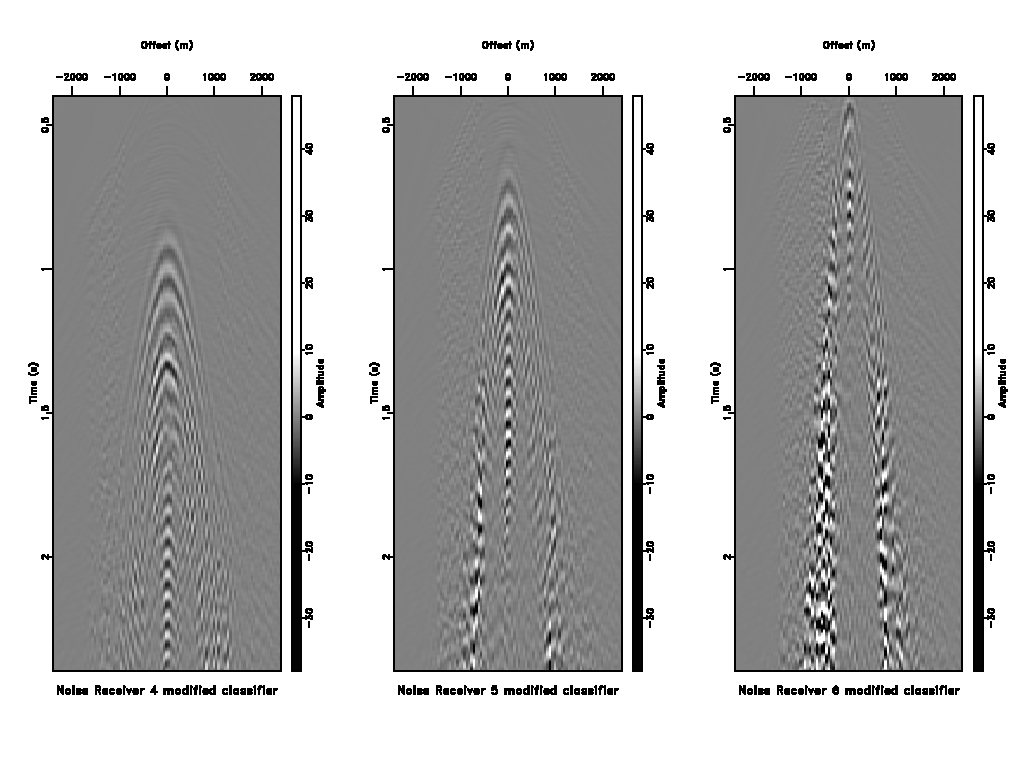 Offset (m) Offset (m) Offset (m)
-2000 -1000 0 1000 2000 -2000 -1000 0 1000 2000 -2000 -1000 0 1000 2000
Time (s) 0.5 1 1.5 2 Amplitude 40 30 20 10 0 -10 -20 -30
Time (s) 0.5 1 1.5 2 Amplitude 40 30 20 10 0 -10 -20 -30
Time (s) 0.5 1 1.5 2 Amplitude 40 30 20 10 0 -10 -20 -30
Noise Receiver 4 modified classifier Noise Receiver 5 modified classifier Noise Receiver 6 modified classifier